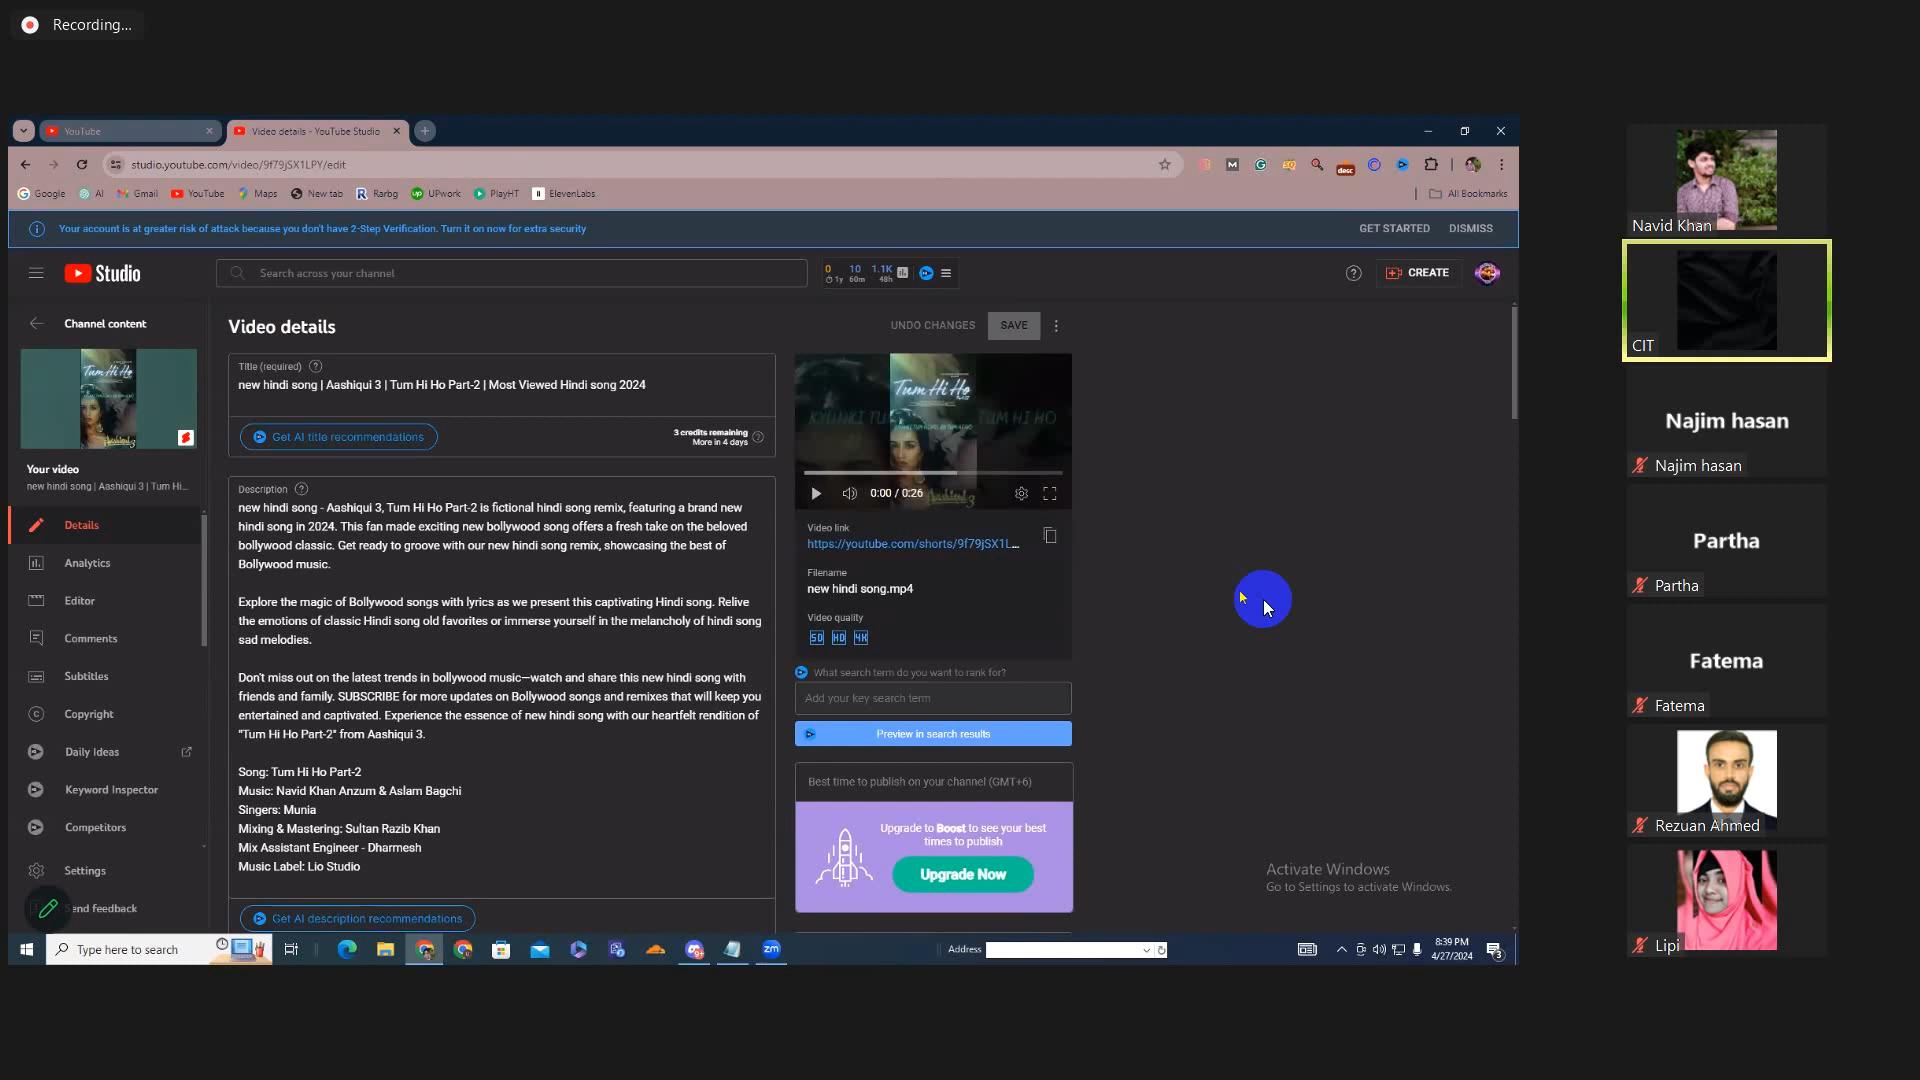 Recording...
YouTube
Video details - YouTube Studio
studio.youtube.com/video/9f79jSX1LPY/edit
Google
AI
Gmail
YouTube
Maps
New tab
Rarbg
UPwork
PlayHT
ElevenLabs
All Bookmarks
Your account is at greater risk of attack because you don't have 2-Step Verification. Turn it on now for extra security
GET STARTED
DISMISS
Studio
Search across your channel
0 10 1.1K
1y 60m 48h
CREATE
Channel content
Your video
new hindi song | Aashiqui 3 | Tum Hi...
Details
Analytics
Editor
Comments
Subtitles
Copyright
Daily Ideas
Keyword Inspector
Competitors
Settings
end feedback
Video details
UNDO CHANGES
SAVE
Title (required)
new hindi song | Aashiqui 3 | Tum Hi Ho Part-2 | Most Viewed Hindi song 2024
Get AI title recommendations
3 credits remaining
More in 4 days
Description
new hindi song - Aashiqui 3, Tum Hi Ho Part-2 is fictional hindi song remix, featuring a brand new
hindi song in 2024. This fan made exciting new bollywood song offers a fresh take on the beloved
bollywood classic. Get ready to groove with our new hindi song remix, showcasing the best of
Bollywood music.
Explore the magic of Bollywood songs with lyrics as we present this captivating Hindi song. Relive
the emotions of classic Hindi song old favorites or immerse yourself in the melancholy of hindi song
sad melodies.
Don't miss out on the latest trends in bollywood music—watch and share this new hindi song with
friends and family. SUBSCRIBE for more updates on Bollywood songs and remixes that will keep you
entertained and captivated. Experience the essence of new hindi song with our heartfelt rendition of
"Tum Hi Ho Part-2" from Aashiqui 3.
Song: Tum Hi Ho Part-2
Music: Navid Khan Anzum & Aslam Bagchi
Singers: Munia
Mixing & Mastering: Sultan Razib Khan
Mix Assistant Engineer - Dharmesh
Music Label: Lio Studio
Get AI description recommendations
Tum Hi Ho
KYUNKI TU
TUM HI HO
0:00 / 0:26
Video link
https://youtube.com/shorts/9f79jSX1L...
Filename
new hindi song.mp4
Video quality
SD HD 4K
What search term do you want to rank for?
Add your key search term
Preview in search results
Best time to publish on your channel (GMT+6)
Upgrade to Boost to see your best
times to publish
Upgrade Now
Activate Windows
Go to Settings to activate Windows.
Type here to search
Address
8:39 PM
4/27/2024
Navid Khan
CIT
Najim hasan
Najim hasan
Partha
Partha
Fatema
Fatema
Rezuan Ahmed
Lipi